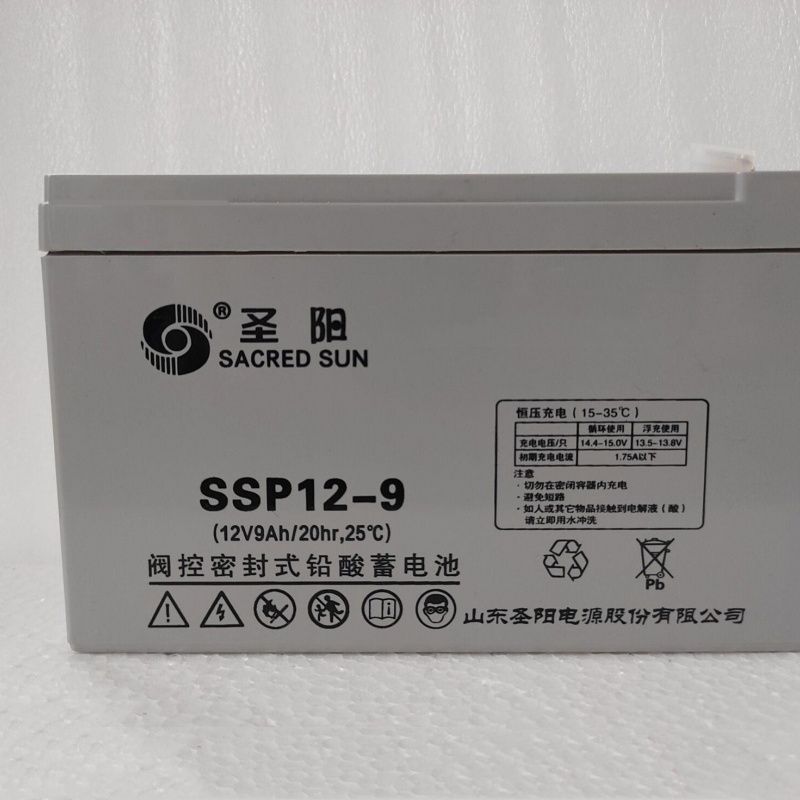 ® 圣阳
SACRED SUN
恒压充电(15-35℃)
循环使用 浮充使用
充电电压/只 14.4-15.0V 13.5-13.8V
初期充电电流 1.75A以下
注意
·切勿在密闭容器内充电
·避免短路
·如人或其它物品接触到电解液(酸)
请立即用水冲洗
SSP12-9
(12V9Ah/20hr,25℃)
阀控密封式铅酸蓄电池
Pb
山东圣阳电源股份有限公司